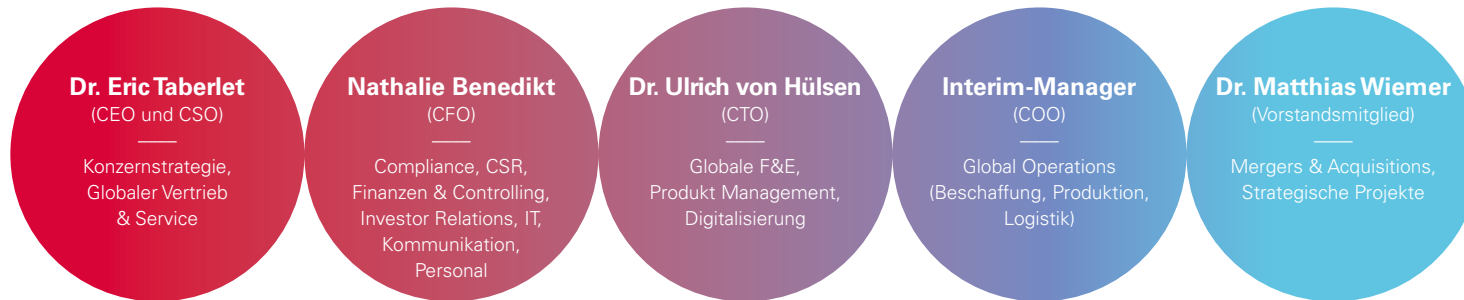 Dr. Eric Taberlet
(CEO und CSO)
Konzernstrategie,
Globaler Vertrieb
& Service
Nathalie Benedikt
(CFO)
Compliance, CSR,
Finanzen & Controlling,
Investor Relations, IT,
Kommunikation,
Personal
Dr. Ulrich von Hülsen
(CTO)
Globale F&E,
Produkt Management,
Digitalisierung
Interim-Manager
(COO)
Global Operations
(Beschaffung, Produktion,
Logistik)
Dr. Matthias Wiemer
(Vorstandsmitglied)
Mergers & Acquisitions,
Strategische Projekte